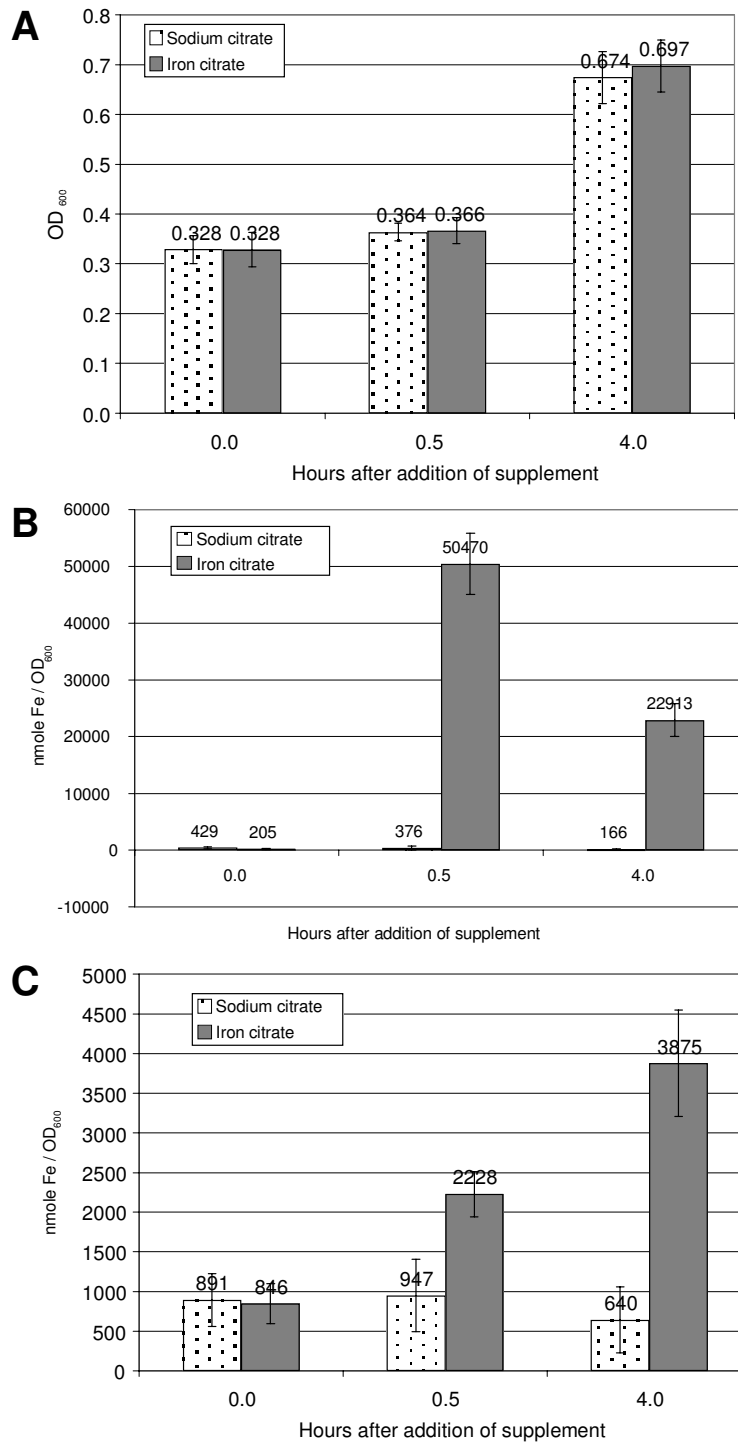 A
0.8
0.7
0.6
0.5
0.4
0.3
0.2
0.1
0.0
OD 600
Sodium citrate
Iron citrate
0.328 0.328
0.364 0.366
0.674 0.697
0.0 0.5 4.0
Hours after addition of supplement
B
60000
50000
40000
30000
20000
10000
0
-10000
nmole Fe / OD600
Sodium citrate
Iron citrate
429 205
376 50470
166 22913
0.0 0.5 4.0
Hours after addition of supplement
C
5000
4500
4000
3500
3000
2500
2000
1500
1000
500
0
nmole Fe / OD600
Sodium citrate
Iron citrate
891 846
947 2228
640 3875
0.0 0.5 4.0
Hours after addition of supplement